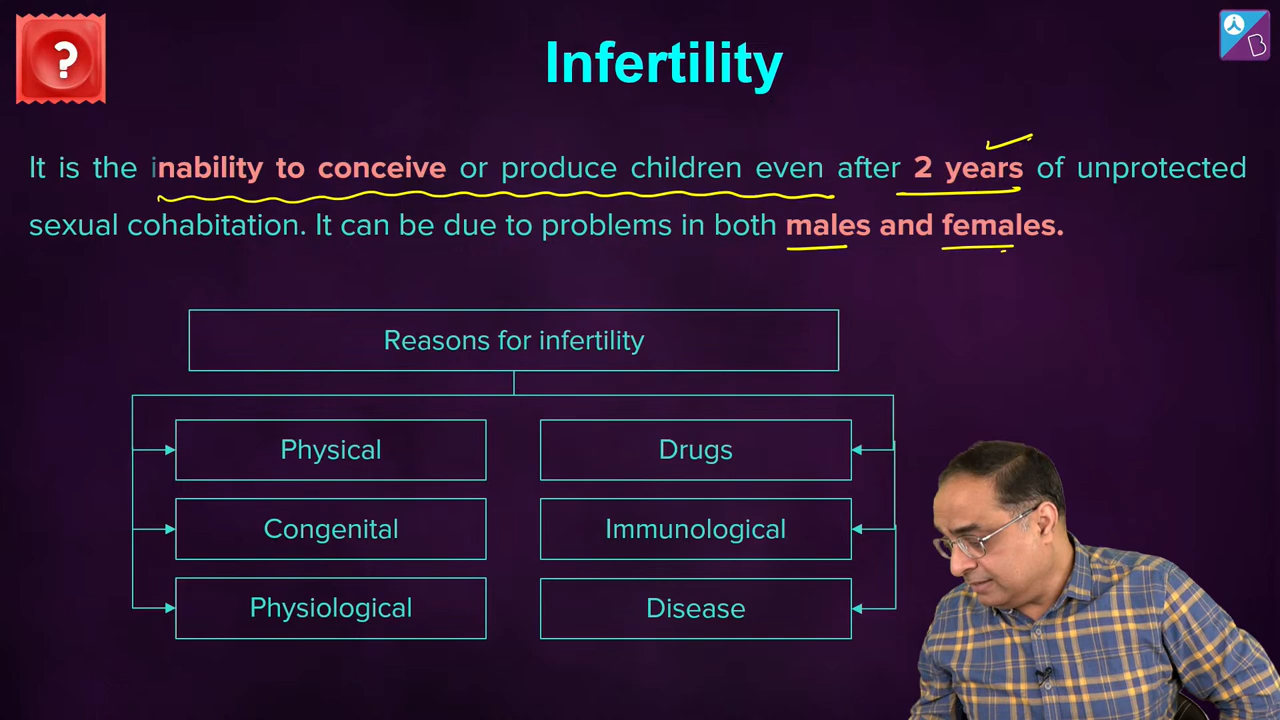 ?
B
Infertility
It is the inability to conceive or produce children even after 2 years of unprotected
sexual cohabitation. It can be due to problems in both males and females.
Reasons for infertility
Physical
Drugs
Congenital
Immunological
Physiological
Disease